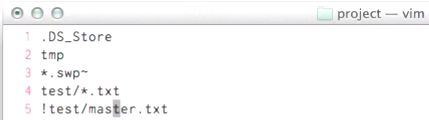 project — vim
1 .DS_Store
2 tmp
3 *.swp~
4 test/*.txt
5 !test/master.txt